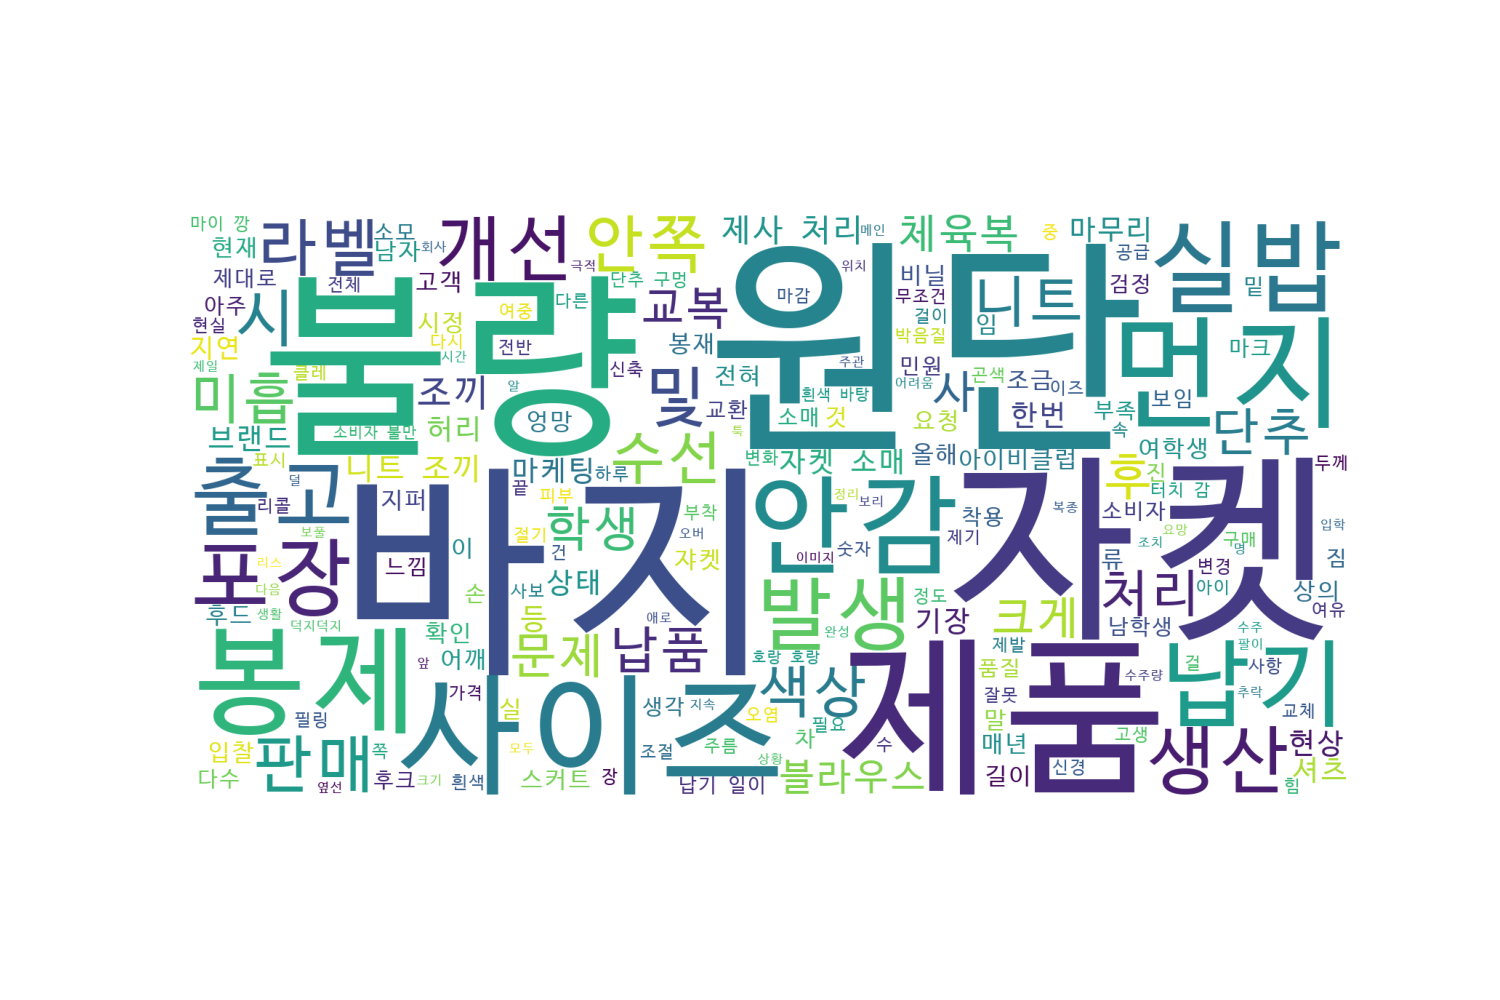 마이 깡
라벨
소모
개선
안쪽
제사 처리
메인
체육복
중
마무리
실밥
현재
남자
회사
극적
단추 구멍
위치
비닐
공급
제대로
전체
고객
불량
원단
니트
검정
밑
아주
시
다른
교복
마감
무조건
먼지
현실
시정
여중
걸이
임
지연
다시
전반
봉재
박음질
마크
제일
시간
신축
전혀
주관
민원
미흡
클레
조끼
알
및
흰색 바탕
어려움
사
곤색
조금
이즈
보임
브랜드
소비자 불만
허리
엉망
교환
소매
것
요청
한번
부족
속
단추
표시
니트 조끼
수선
툭
변화
자켓 소매
올해
아이비클럽
여학생
출고
덜
마케팅
하루
후
진
두께
리콜
지퍼
끝
피부
바지
안감
정리
보리
자켓
터치 감
보풀
학생
부착
착용
복종
소비자
입학
포장
절기
오버
제기
요망
구매
리스
느낌
이
건
쟈켓
이미지
숫자
조치
명
다음
손
사보
상태
발생
정도
류
변경
짐
후드
생활
처리
아이
상의
덕지덕지
확인
등
애로
완성
기장
크게
남학생
여유
봉제
앞
어깨
문제
납품
호랑 호랑
제발
수주
팔이
사이즈
가격
색상
제품
품질
수주량
납기
걸
사항
필링
실
생각
지속
오염
필요
잘못
추락
교체
입찰
판매
쪽
모두
조절
주름
차
수
말
매년
고생
생산
현상
다수
후크
크기
흰색
스커트
장
상황
블라우스
길이
신경
셔츠
옆선
납기 일이
힘